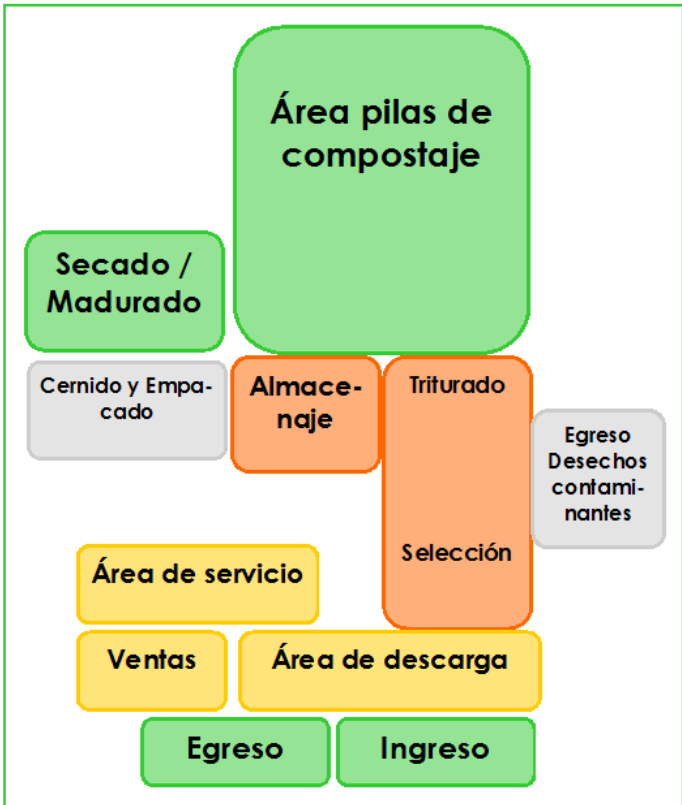 Área pilas de
compostaje
Secado /
Madurado
Cernido y Empa-
cado
Almace-
naje
Triturado
Egreso
Desechos
contami-
nantes
Selección
Área de servicio
Ventas
Área de descarga
Egreso
Ingreso